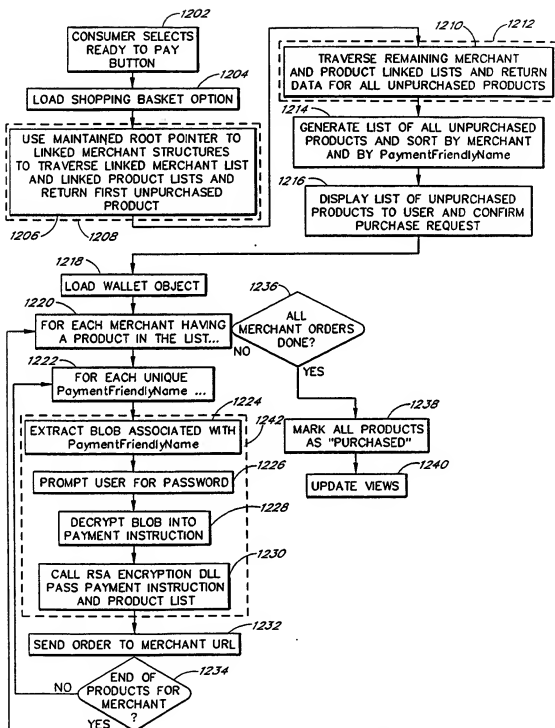 1202
CONSUMER SELECTS
READY TO PAY
BUTTON
1204
LOAD SHOPPING BASKET OPTION
USE MAINTAINED ROOT POINTER TO
LINKED MERCHANT STRUCTURES
TO TRAVERSE LINKED MERCHANT LIST
AND LINKED PRODUCT LISTS AND
RETURN FIRST UNPURCHASED
PRODUCT
1206
1208
1210
1212
TRAVERSE REMAINING MERCHANT
AND PRODUCT LINKED LISTS AND RETURN
DATA FOR ALL UNPURCHASED PRODUCTS
1214
GENERATE LIST OF ALL UNPURCHASED
PRODUCTS AND SORT BY MERCHANT
AND BY PaymentFriendlyName
1216
DISPLAY LIST OF UNPURCHASED
PRODUCTS TO USER AND CONFIRM
PURCHASE REQUEST
1218
LOAD WALLET OBJECT
1220
FOR EACH MERCHANT HAVING
A PRODUCT IN THE LIST...
1222
FOR EACH UNIQUE
PaymentFriendlyName ...
1224
1242
EXTRACT BLOB ASSOCIATED WITH
PaymentFriendlyName
1226
PROMPT USER FOR PASSWORD
1228
DECRYPT BLOB INTO
PAYMENT INSTRUCTION
1230
CALL RSA ENCRYPTION DLL
PASS PAYMENT INSTRUCTION
AND PRODUCT LIST
1232
SEND ORDER TO MERCHANT URL
1234
END OF
PRODUCTS FOR
MERCHANT
?
NO
YES
1236
ALL
MERCHANT ORDERS
DONE?
NO
YES
1238
MARK ALL PRODUCTS
AS "PURCHASED"
1240
UPDATE VIEWS